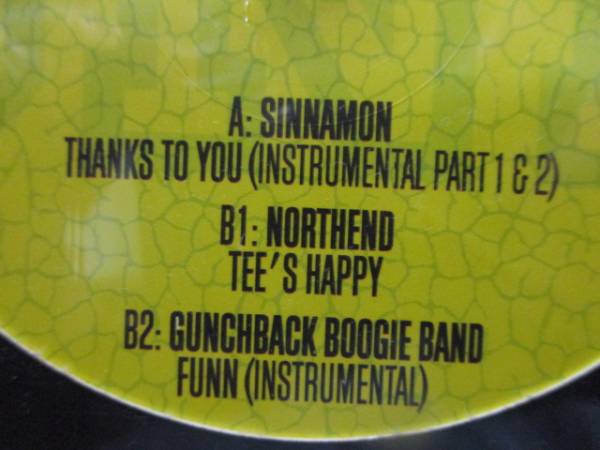 A: SINNAMON
THANKS TO YOU (INSTRUMENTAL PART 1 & 2)
B1: NORTHEND
TEE'S HAPPY
B2: GUNCHBACK BOOGIE BAND
FUNN (INSTRUMENTAL)